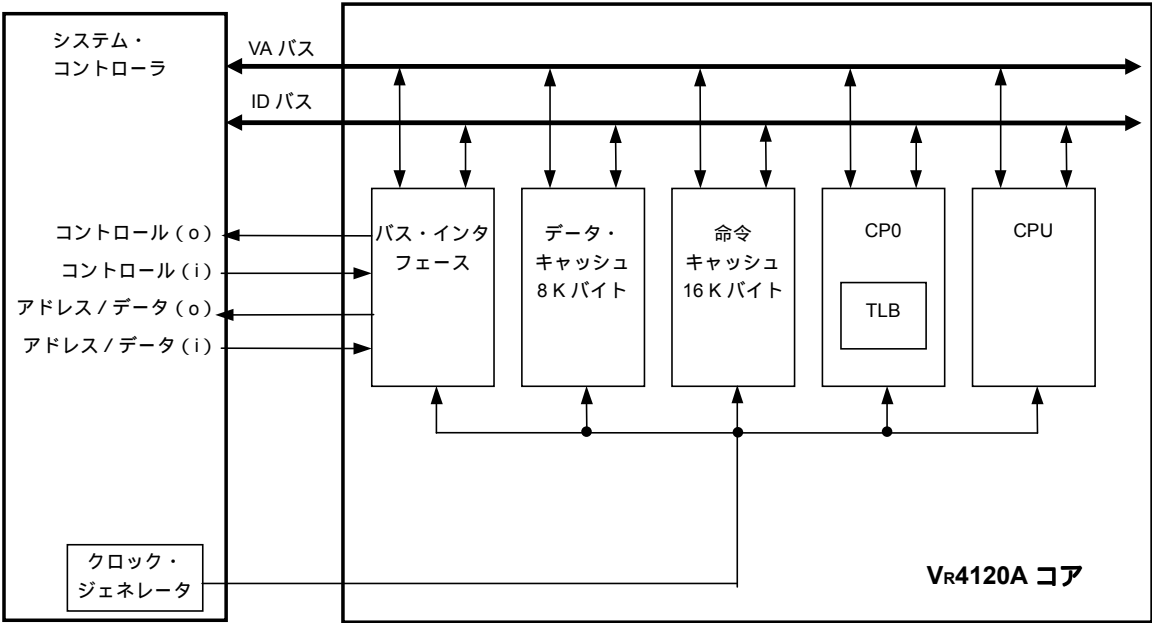 システム・
コントローラ
VA バス
ID バス
コントロール(o)
コントロール(i)
アドレス/データ(o)
アドレス/データ(i)
バス・インタ
フェース
データ・
キャッシュ
8 K バイト
命令
キャッシュ
16 K バイト
CP0
TLB
CPU
クロック・
ジェネレータ
VR4120A コア